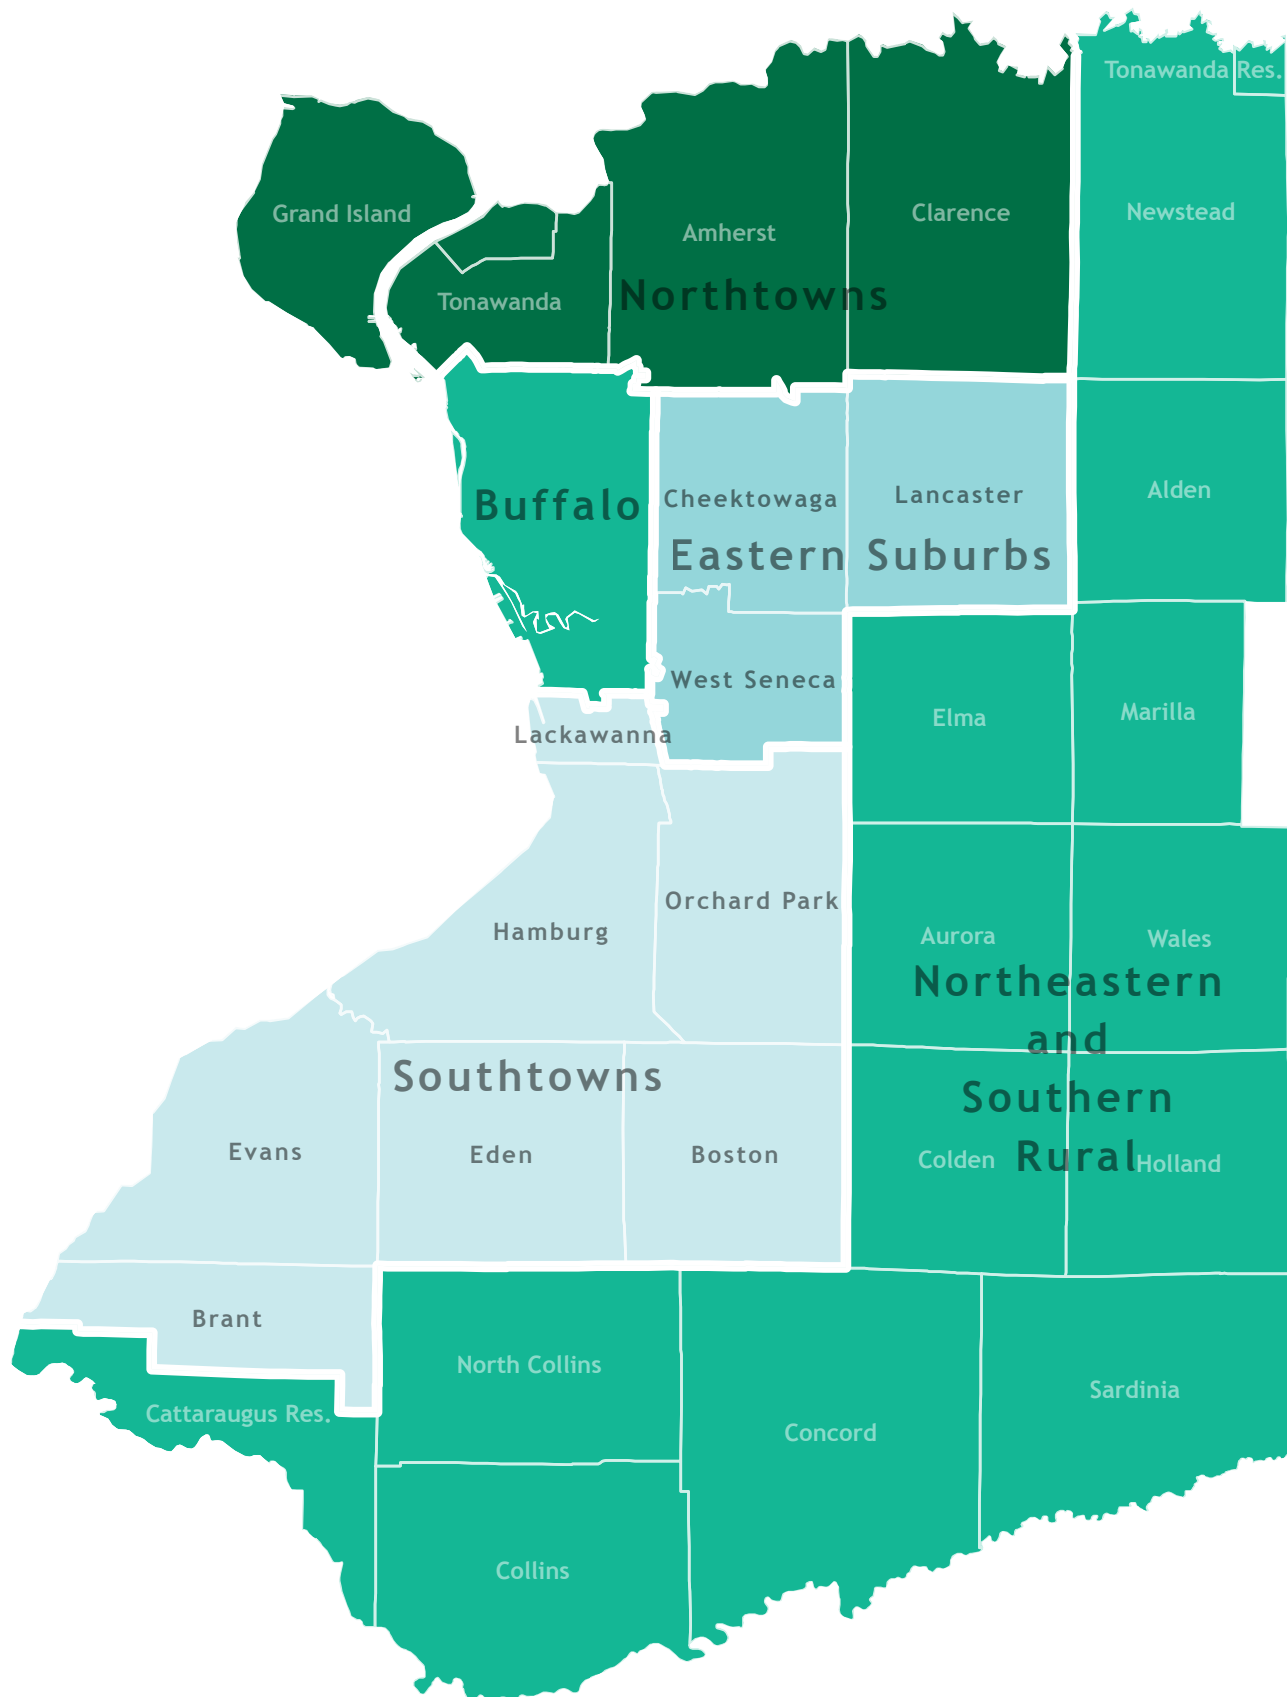 Tonawanda Res.
Grand Island
Amherst
Clarence
Newstead
Tonawanda
Northtowns
Buffalo
Cheektowaga
Lancaster
Alden
Eastern Suburbs
West Seneca
Elma
Marilla
Lackawanna
Orchard Park
Hamburg
Aurora
Wales
Northeastern
and
Southern
Rural
Southtowns
Evans
Eden
Boston
Colden
Holland
Brant
North Collins
Cattaraugus Res.
Concord
Sardinia
Collins